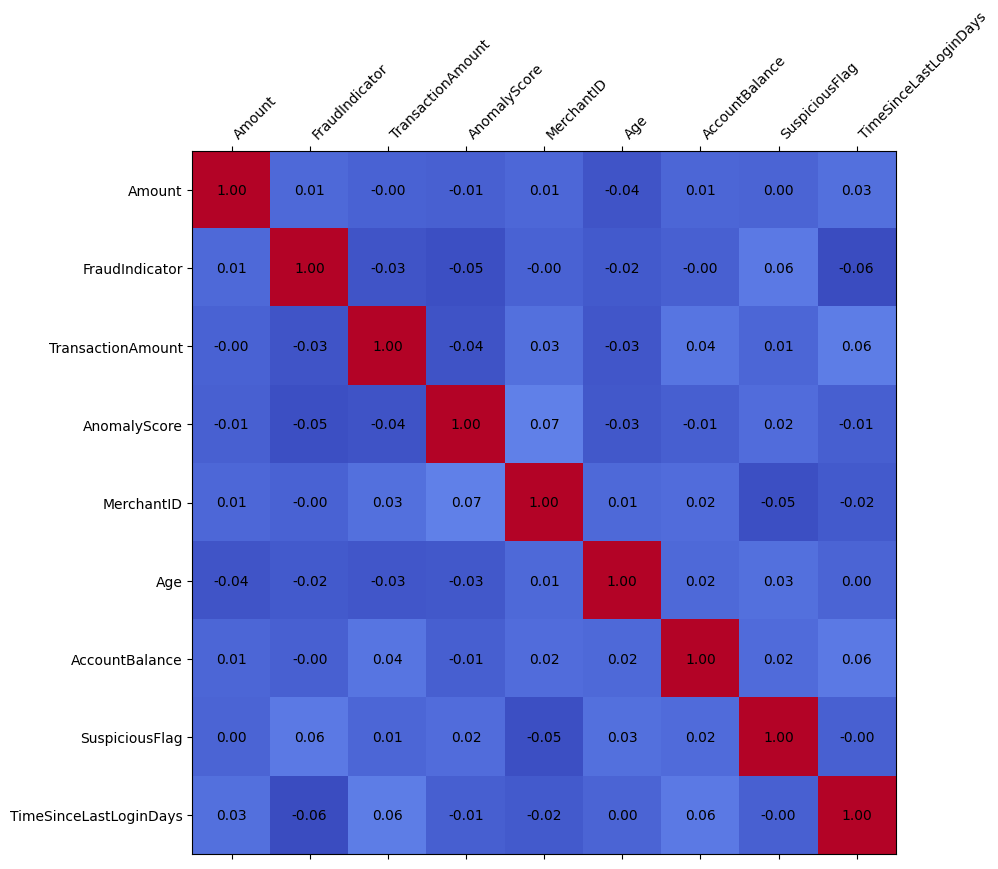 Amount FraudIndicator TransactionAmount AnomalyScore MerchantID Age AccountBalance SuspiciousFlag TimeSinceLastLoginDays
Amount 1.00 0.01 -0.00 -0.01 0.01 -0.04 0.01 0.00 0.03
FraudIndicator 0.01 1.00 -0.03 -0.05 -0.00 -0.02 -0.00 0.06 -0.06
TransactionAmount -0.00 -0.03 1.00 -0.04 0.03 -0.03 0.04 0.01 0.06
AnomalyScore -0.01 -0.05 -0.04 1.00 0.07 -0.03 -0.01 0.02 -0.01
MerchantID 0.01 -0.00 0.03 0.07 1.00 0.01 0.02 -0.05 -0.02
Age -0.04 -0.02 -0.03 -0.03 0.01 1.00 0.02 0.03 0.00
AccountBalance 0.01 -0.00 0.04 -0.01 0.02 0.02 1.00 0.02 0.06
SuspiciousFlag 0.00 0.06 0.01 0.02 -0.05 0.03 0.02 1.00 -0.00
TimeSinceLastLoginDays 0.03 -0.06 0.06 -0.01 -0.02 0.00 0.06 -0.00 1.00